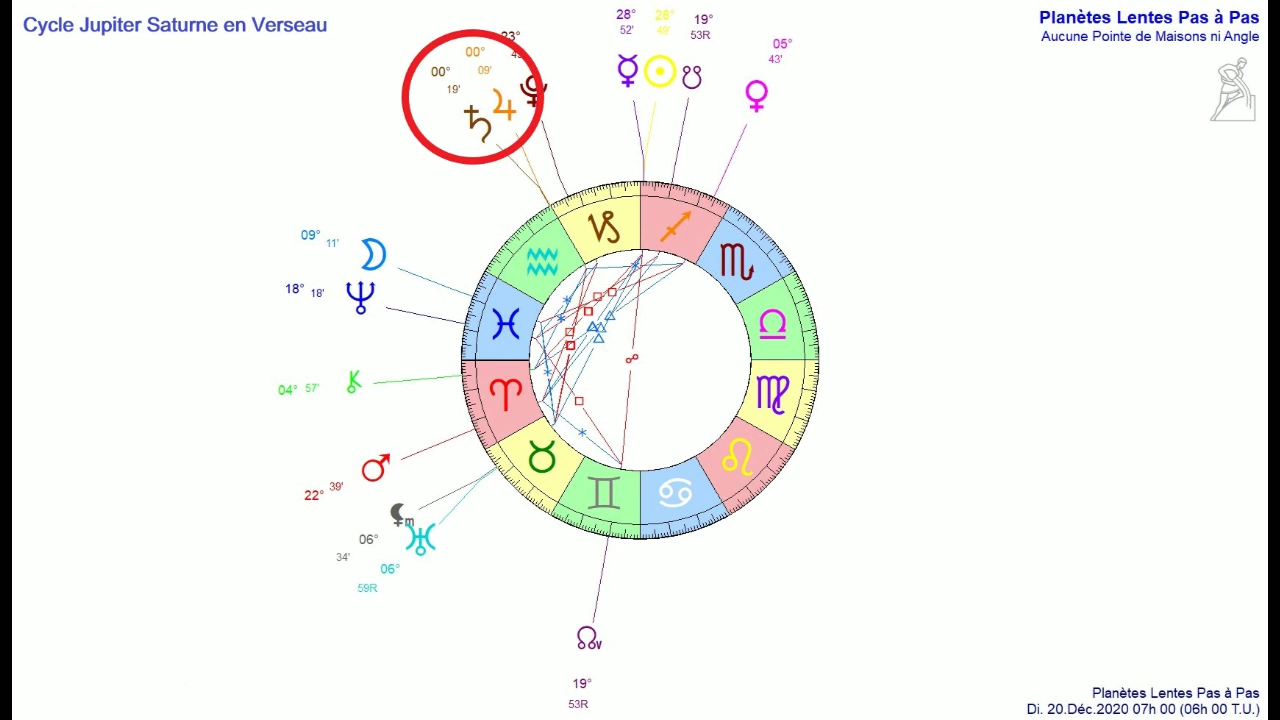 Cycle Jupiter Saturne en Verseau
Planètes Lentes Pas à Pas
Aucune Pointe de Maisons ni Angle
28°
52'
28°
49'
19°
53R
05°
43'
23°
00°
09'
00°
19'
09° 11'
18° 18'
04° 57'
22° 39'
m
06°
34'
06°
59R
V
19°
53R
Planètes Lentes Pas à Pas
Di. 20.Déc.2020 07h 00 (06h 00 T.U.)